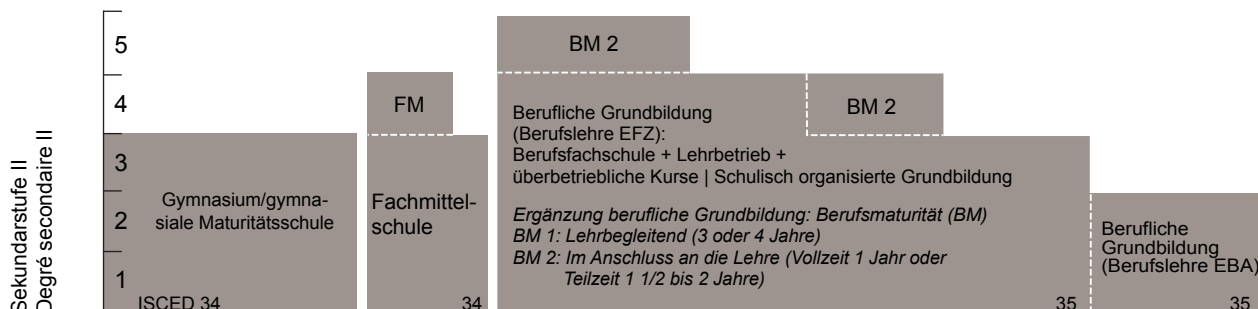 Sekundarstufe II
Degré secondaire II
5
4
3
2
1
Gymnasium/gymna-
siale Maturitätsschule
ISCED 34
FM
Fachmittel-
schule
34
BM 2
BM 2
Berufliche Grundbildung
(Berufslehre EFZ):
Berufsfachschule + Lehrbetrieb +
überbetriebliche Kurse | Schulisch organisierte Grundbildung
Ergänzung berufliche Grundbildung: Berufsmaturität (BM)
BM 1: Lehrbegleitend (3 oder 4 Jahre)
BM 2: Im Anschluss an die Lehre (Vollzeit 1 Jahr oder
Teilzeit 1 1/2 bis 2 Jahre)
35
Berufliche
Grundbildung
(Berufslehre EBA)
35